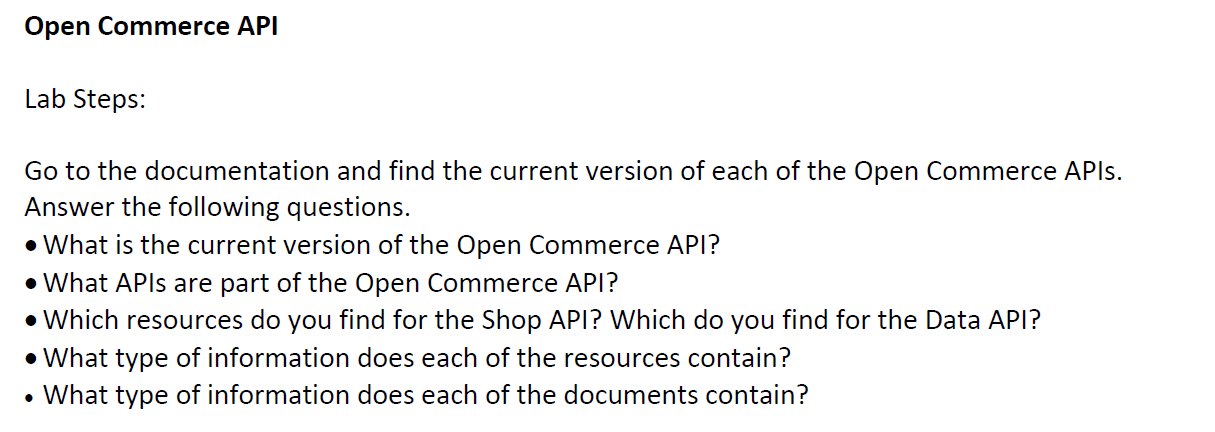 Open Commerce API
Lab Steps:
Go to the documentation and find the current version of each of the Open Commerce APIs.
Answer the following questions.
• What is the current version of the Open Commerce API?
• What APIs are part of the Open Commerce API?
• Which resources do you find for the Shop API? Which do you find for the Data API?
• What type of information does each of the resources contain?
• What type of information does each of the documents contain?